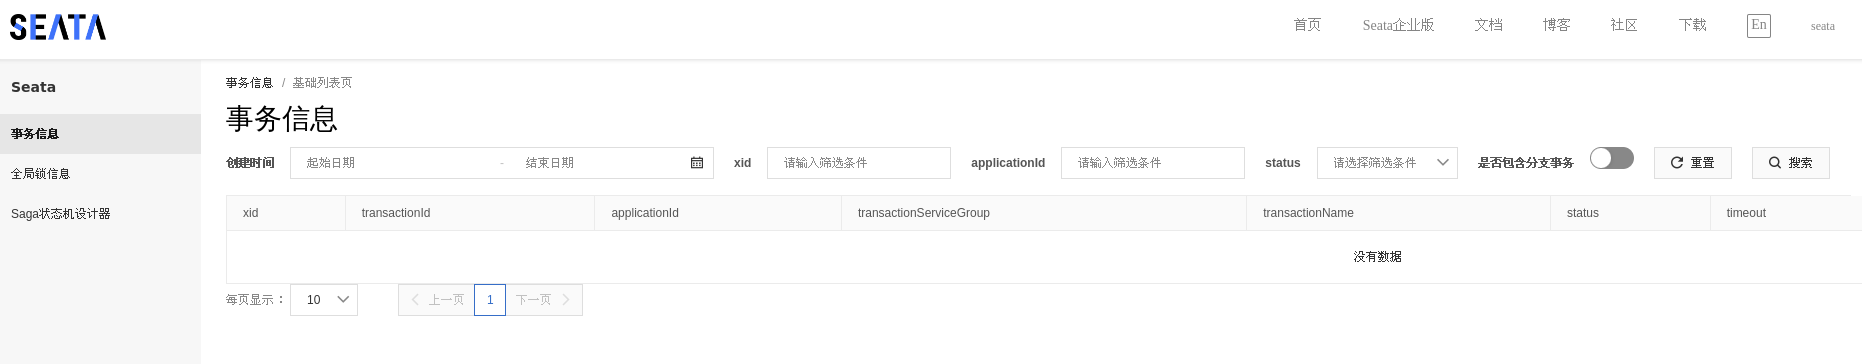 SEATA 首页 Seata企业版 文档 博客 社区 下载 En seata
Seata
事务信息
全局锁信息
Saga状态机设计器
事务信息 / 基础列表页
事务信息
创建时间 起始日期 - 结束日期 xid 请输入筛选条件 applicationId 请输入筛选条件 status 请选择筛选条件 是否包含分支事务 重置 搜索
xid transactionId applicationId transactionServiceGroup transactionName status timeout
没有数据
每页显示： 10 上一页 1 下一页